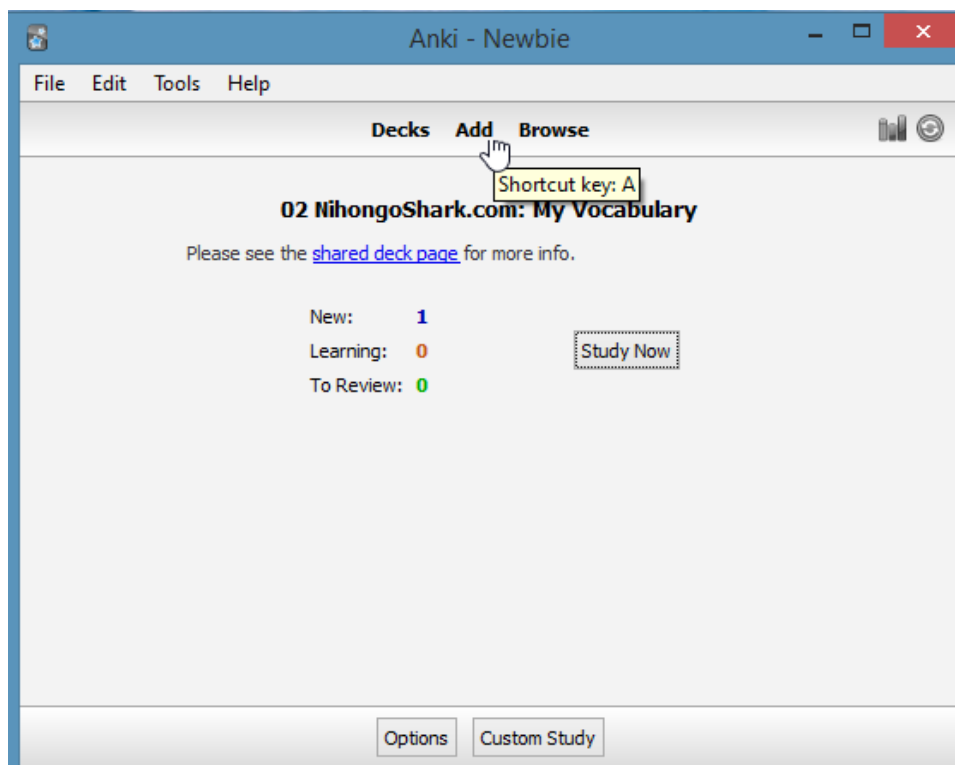 Anki - Newbie
File Edit Tools Help
Decks Add Browse
Shortcut key: A
02 NihongoShark.com: My Vocabulary
Please see the shared deck page for more info.
New: 1
Learning: 0
Study Now
To Review: 0
Options Custom Study